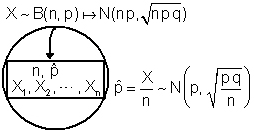 X ~ B(n, p) ↦ N(np, √npq)
n, p̂
X₁, X₂, ⋯, Xₙ
p̂ = X/n ~ N(p, √(pq/n))